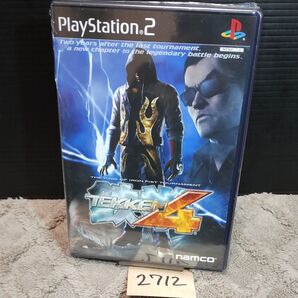 PlayStation.2
Two years after the last tournament,
a new chapter in the legendary battle begins.
THE KING OF IRON FIST TOURNAMENT
TEKKEN 4
namco
2712